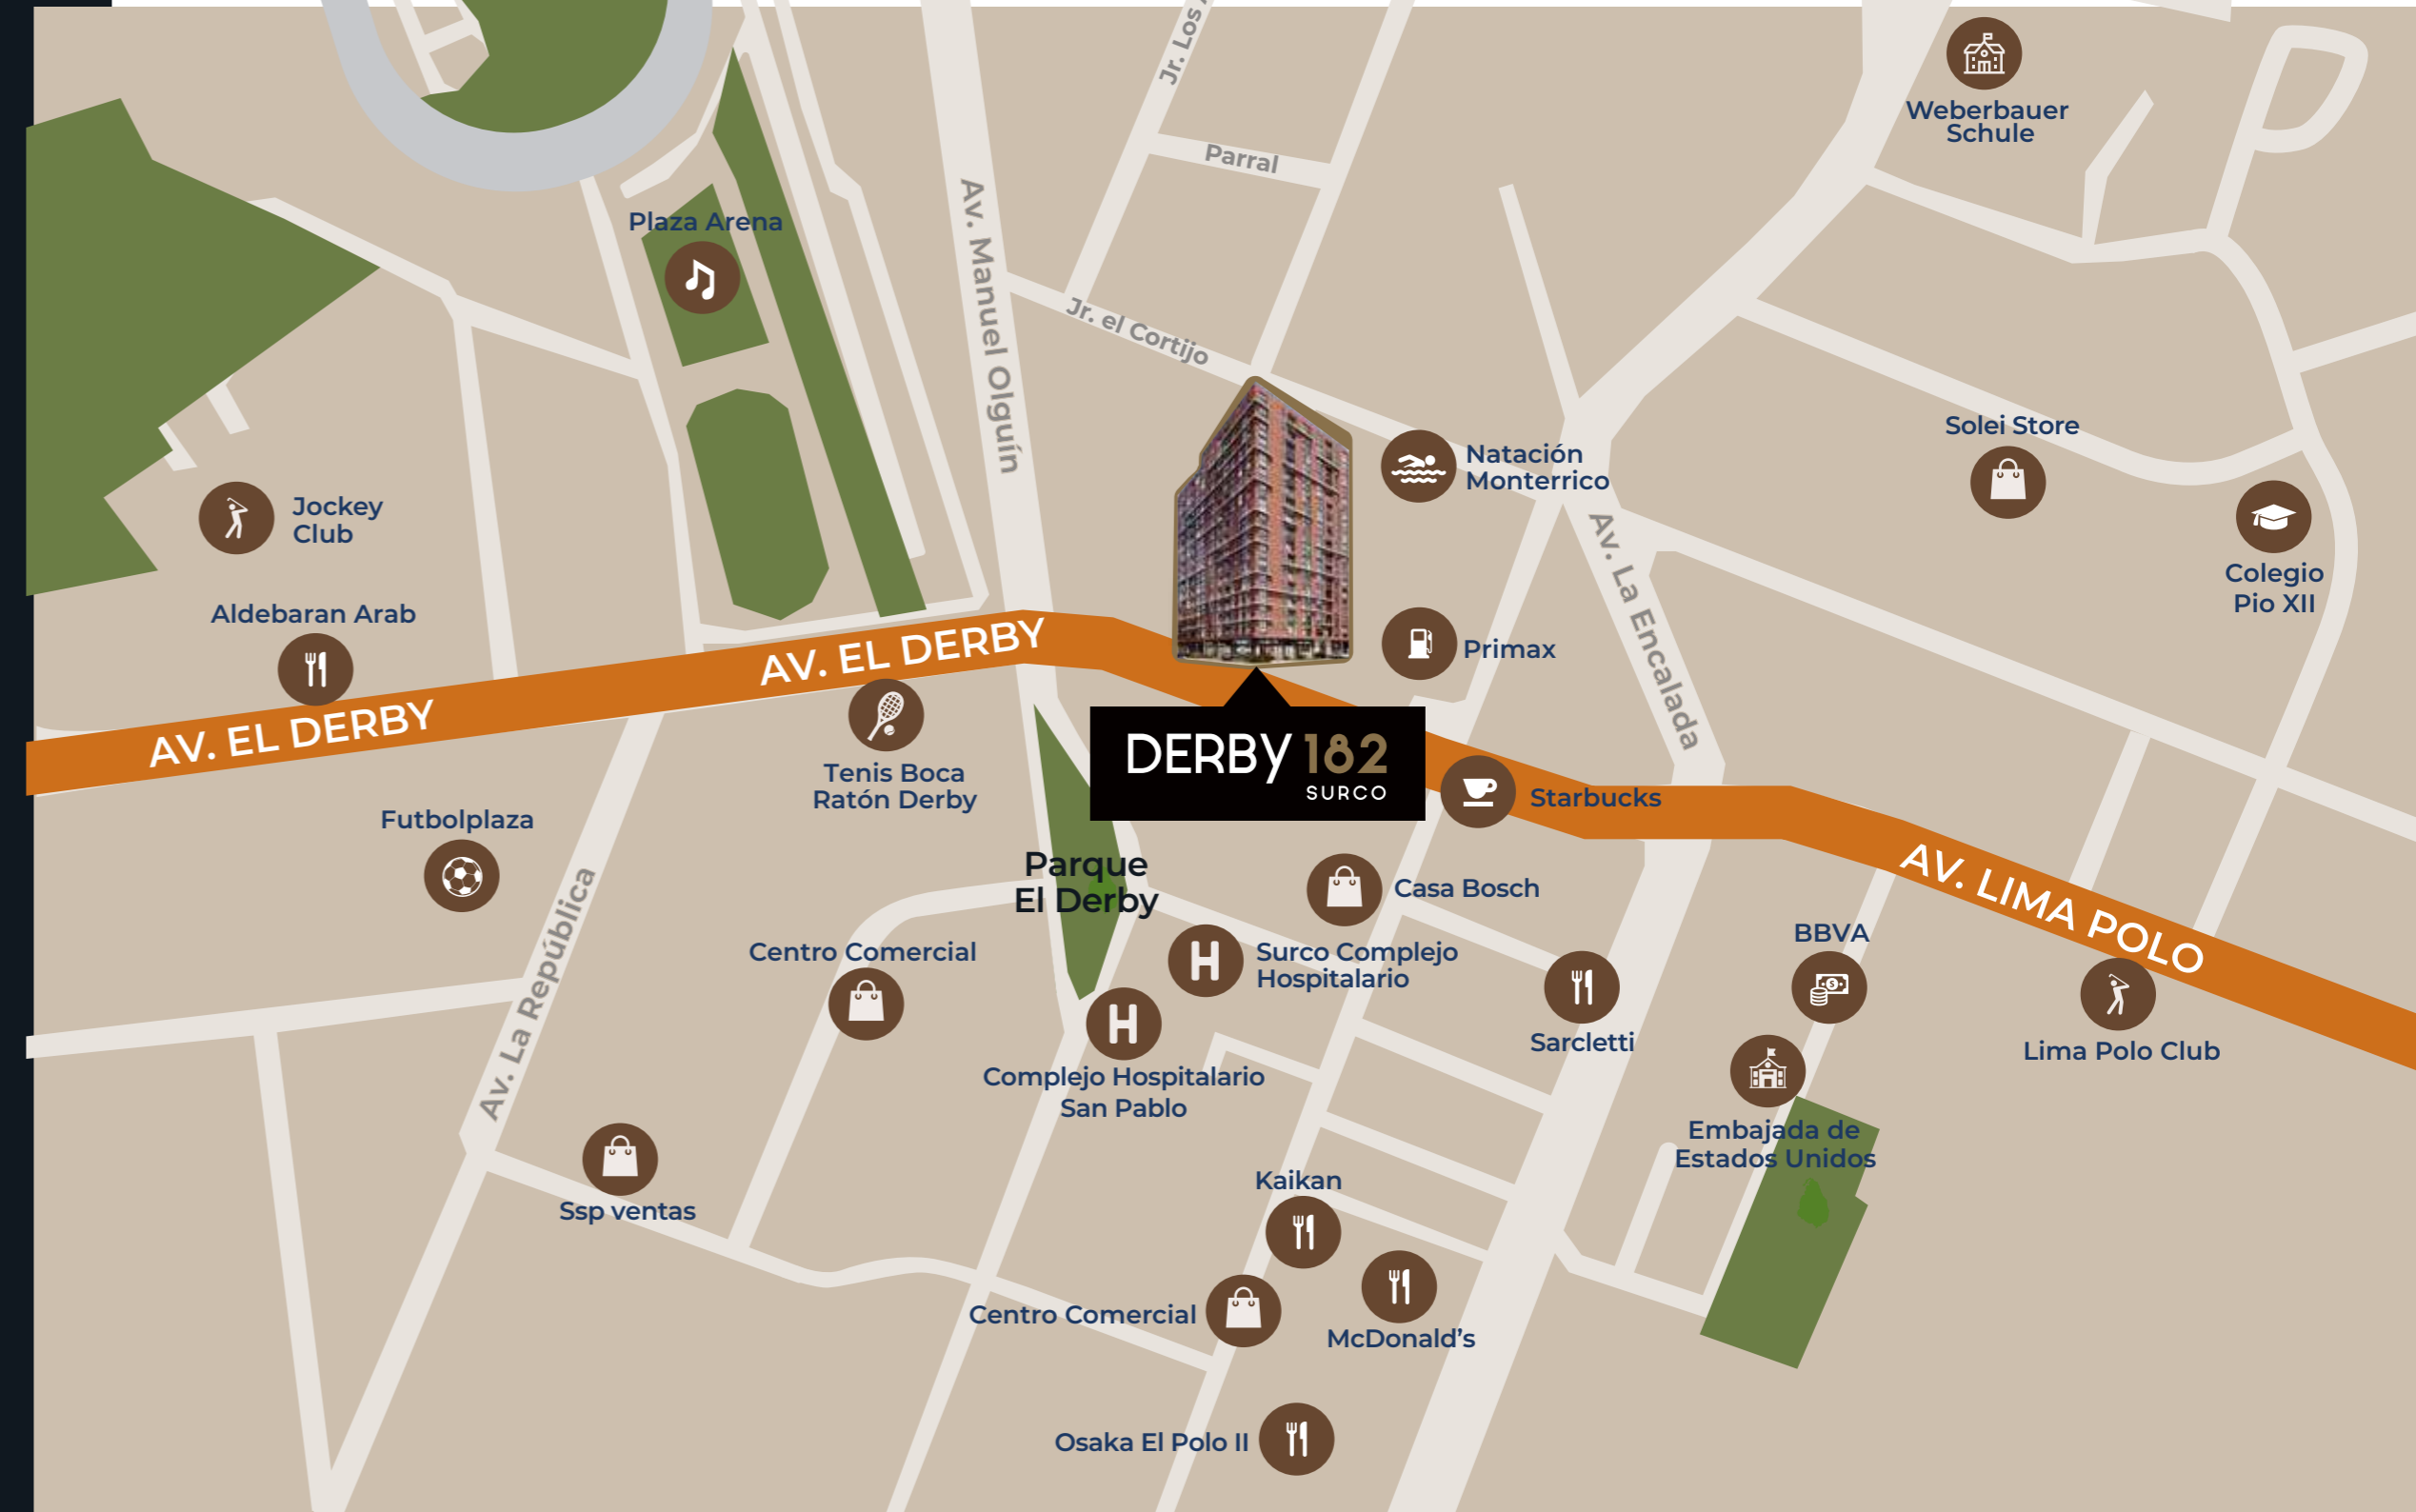 Jr. Los
Weberbauer
Schule
Parral
Plaza Arena
Av. Manuel Olguín
Jr. el Cortijo
Solei Store
Natación
Monterrico
Jockey
Club
Av. La Encalada
Colegio
Pio XII
Aldebaran Arab
AV. EL DERBY
Primax
AV. EL DERBY
DERBY 182
SURCO
Tenis Boca
Ratón Derby
Starbucks
Futbolplaza
Parque
El Derby
Casa Bosch
AV. LIMA POLO
Av. La República
BBVA
Centro Comercial
Surco Complejo
Hospitalario
H
H
Sarcletti
Lima Polo Club
Complejo Hospitalario
San Pablo
Embajada de
Estados Unidos
Kaikan
Ssp ventas
Centro Comercial
McDonald’s
Osaka El Polo II